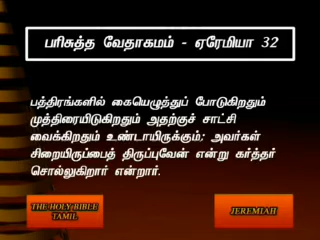 பரிசுத்த வேதாகமம் - ஏரேமியா 32
பத்திரங்களில் கையெழுத்துப் போடுகிறதும்
முத்திரையிடுகிறதும் அதற்குச் சாட்சி
வைக்கிறதும் உண்டாயிருக்கும்; அவர்கள்
சிறையிருப்பைத் திருப்புவேன் என்று கர்த்தர்
சொல்லுகிறார் என்றார்.
THE HOLY BIBLE
TAMIL
JEREMIAH